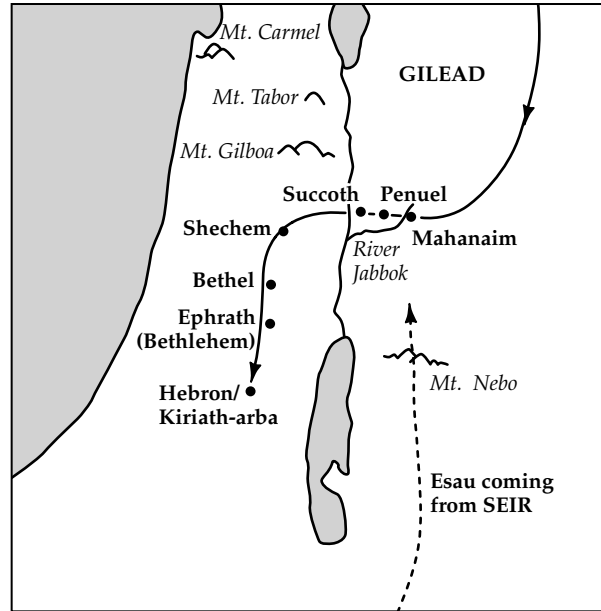 Mt. Carmel
GILEAD
Mt. Tabor
Mt. Gilboa
Succoth
Penuel
Shechem
Mahanaim
River
Jabbok
Bethel
Ephrath
(Bethlehem)
Mt. Nebo
Hebron/
Kiriath-arba
Esau coming
from SEIR